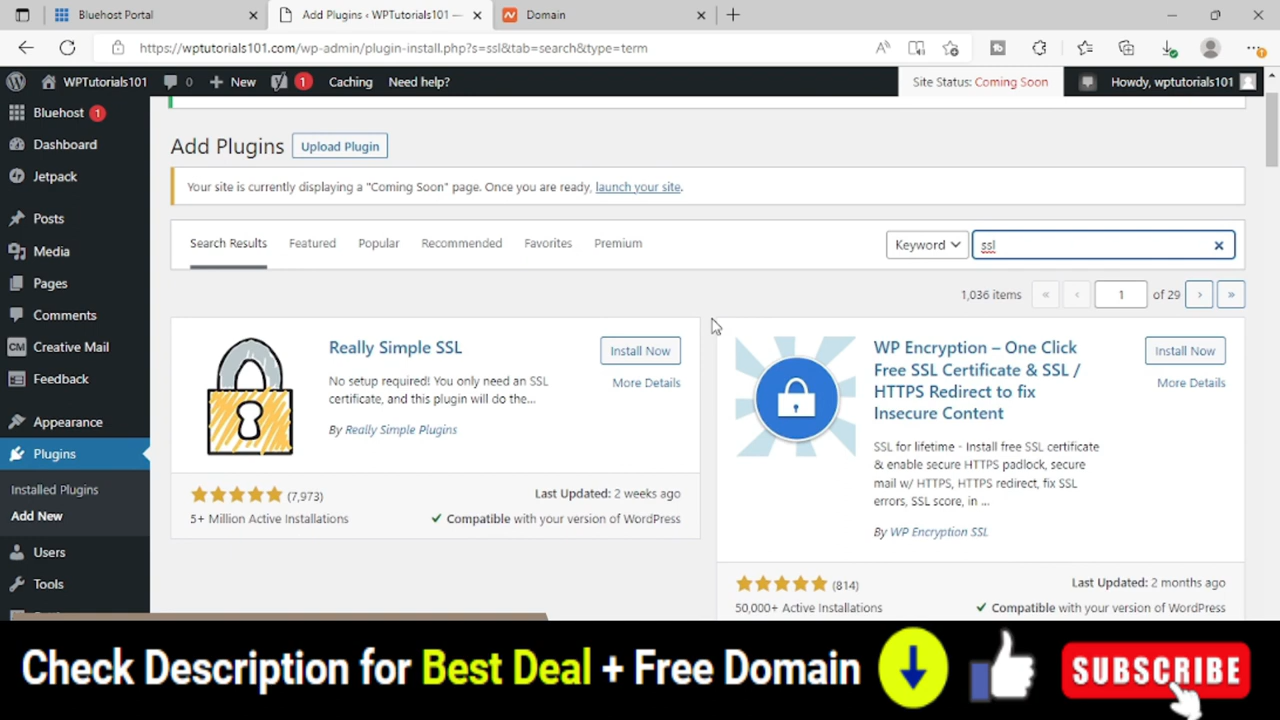 Bluehost Portal
Add Plugins ‹ WPTutorials101 —
Domain
https://wptutorials101.com/wp-admin/plugin-install.php?s=ssl&tab=search&type=term
WPTutorials101
0
New
1
Caching
Need help?
Site Status: Coming Soon
Howdy, wptutorials101
Bluehost 1
Dashboard
Jetpack
Posts
Media
Pages
Comments
CM Creative Mail
Feedback
Appearance
Plugins
Installed Plugins
Add New
Users
Tools
Add Plugins
Upload Plugin
Your site is currently displaying a "Coming Soon" page. Once you are ready, launch your site.
Search Results
Featured
Popular
Recommended
Favorites
Premium
Keyword
ssl
1,036 items
«
‹
1
of 29
›
»
Really Simple SSL
Install Now
More Details
No setup required! You only need an SSL
certificate, and this plugin will do the...
By Really Simple Plugins
(7,973)
5+ Million Active Installations
Last Updated: 2 weeks ago
Compatible with your version of WordPress
WP Encryption – One Click
Free SSL Certificate & SSL /
HTTPS Redirect to fix
Insecure Content
Install Now
More Details
SSL for lifetime - Install free SSL certificate
& enable secure HTTPS padlock, secure
mail w/ HTTPS, HTTPS redirect, fix SSL
errors, SSL score, in ...
By WP Encryption SSL
(814)
50,000+ Active Installations
Last Updated: 2 months ago
Compatible with your version of WordPress
Check Description for Best Deal + Free Domain
SUBSCRIBE